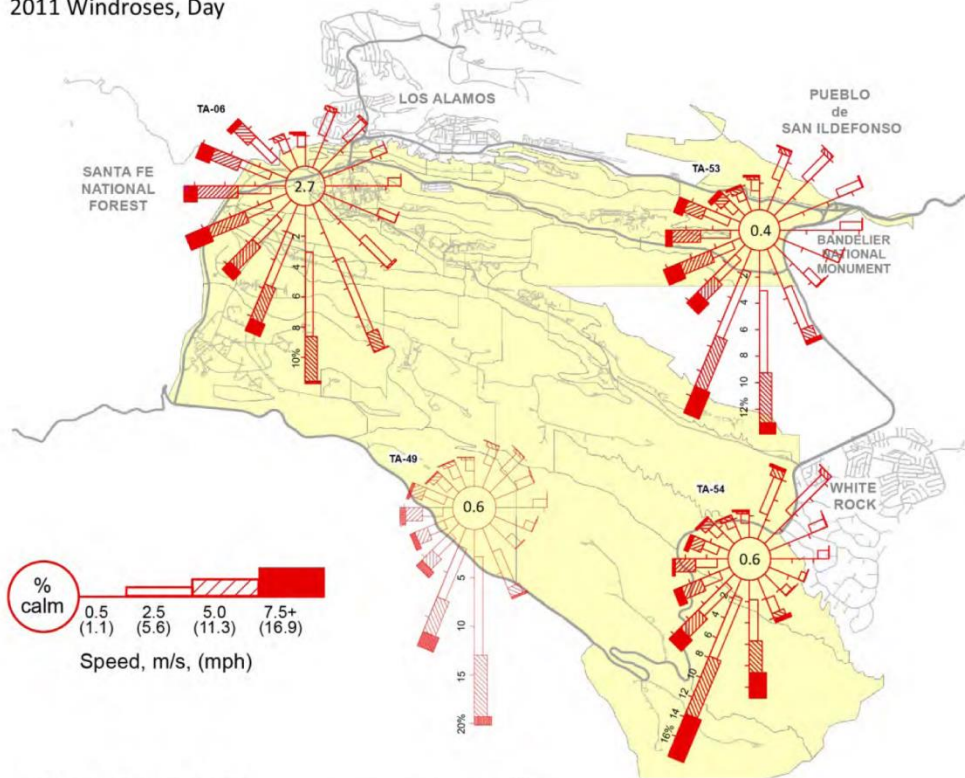 2011 Windroses, Day
LOS ALAMOS
TA-06
PUEBLO
de
SAN ILDEFONSO
SANTA FE
NATIONAL
FOREST
2.7
2
4
6
8
10%
TA-53
0.4
BANDELIER
NATIONAL
MONUMENT
2
4
6
8
10
12%
TA-49
0.6
5
10
15
20%
TA-54
0.6
2
4
6
8
10
12
14
16%
WHITE
ROCK
%
calm
0.5 2.5 5.0 7.5+
(1.1) (5.6) (11.3) (16.9)
Speed, m/s, (mph)